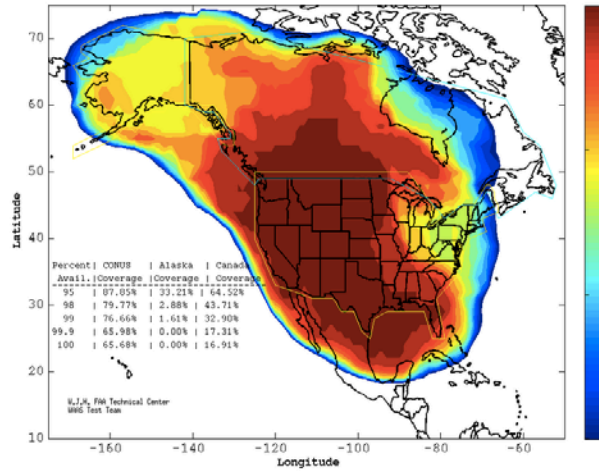 70
60
50
40
30
20
10
Latitude
Percent| CONUS | Alaska | Canada
Avail.|Coverage |Coverage | Coverage
95 | 87.85% | 33.21% | 64.52%
98 | 79.77% | 2.88% | 43.71%
99 | 76.66% | 1.61% | 32.90%
99.9 | 65.98% | 0.00% | 17.31%
100 | 65.68% | 0.00% | 16.91%
W.J.H. FAA Technical Center
WAAS Test Team
-160 -140 -120 -100 -80 -60
Longitude